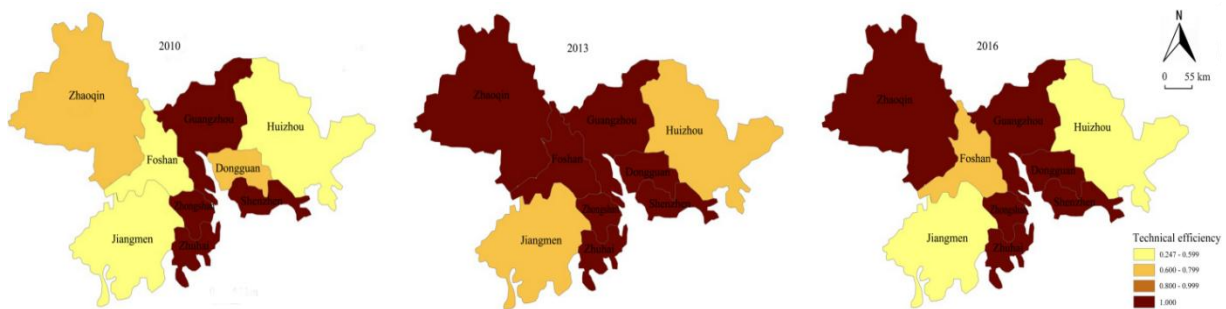 2010
Zhaoqin
Guangzhou
Huizhou
Foshan
Dongguan
Shenzhen
Zhongshan
Jiangmen
Zhuhai
2013
Zhaoqin
Guangzhou
Huizhou
Foshan
Dongguan
Shenzhen
Jiangmen
Zhuhai
2016
Zhaoqin
Guangzhou
Huizhou
Foshan
Dongguan
Shenzhen
Jiangmen
Zhuhai
N
0 55 km
Technical efficiency
0.247 - 0.599
0.600 - 0.799
0.800 - 0.999
1.000